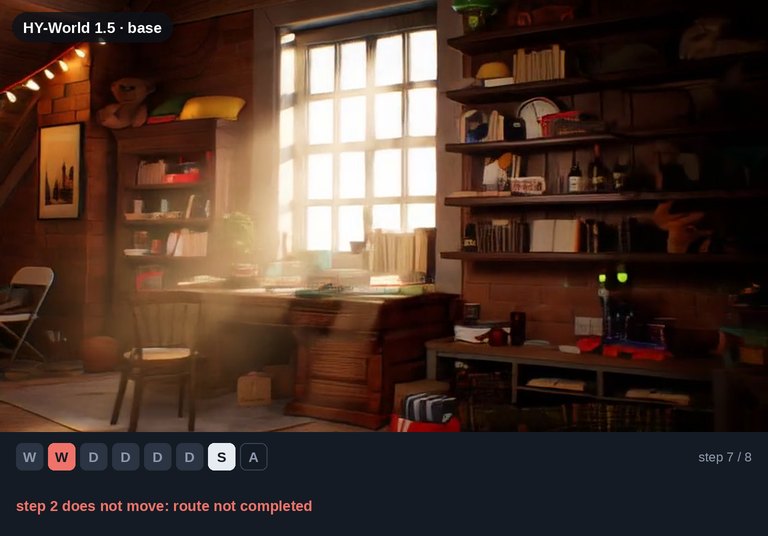 HY-World 1.5 · base
W W D D D D S A
step 7 / 8
step 2 does not move: route not completed